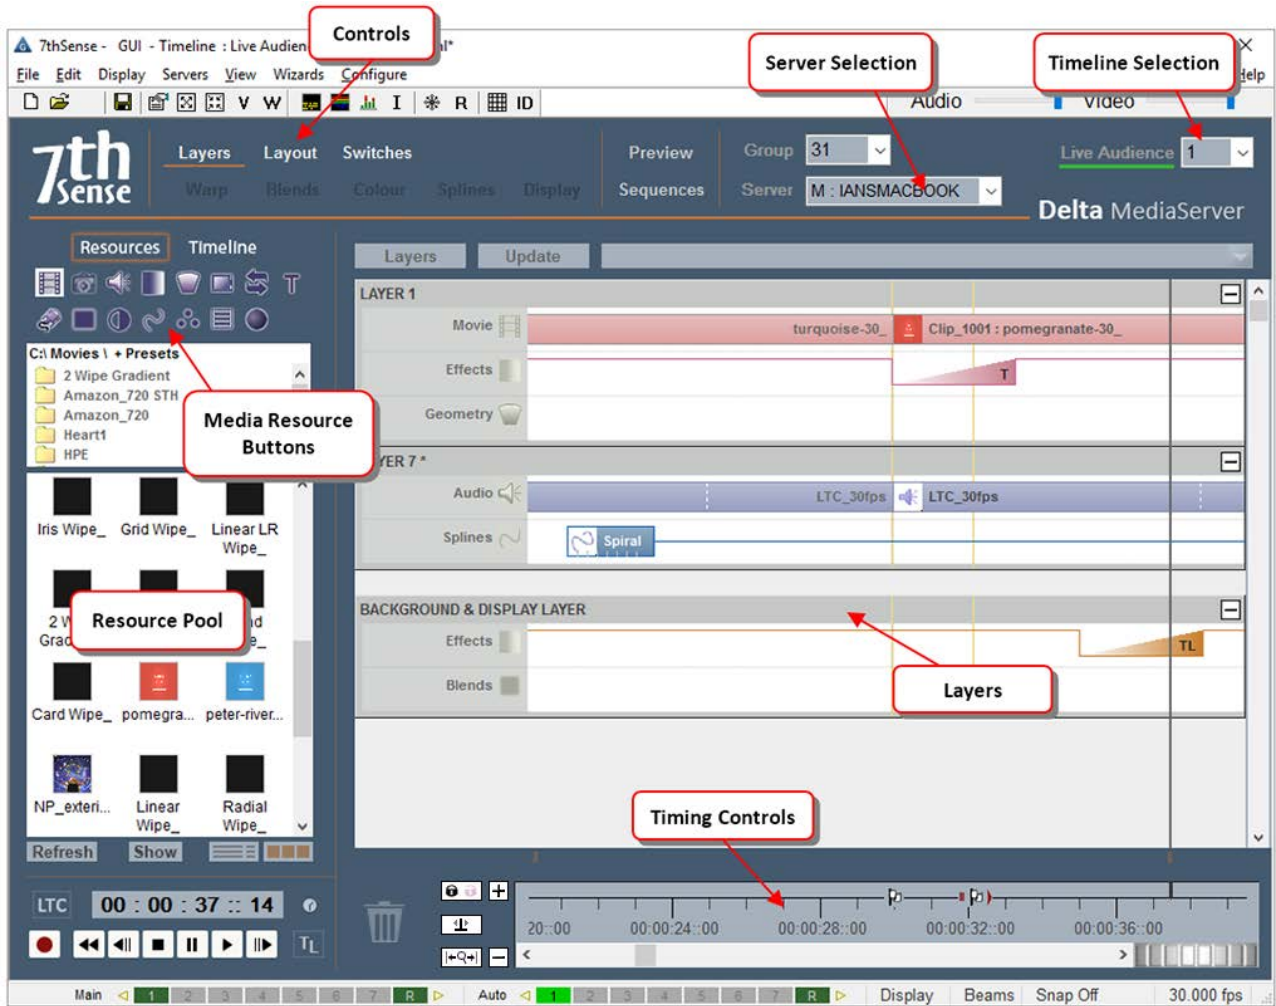 7thSense - GUI - Timeline : Live Audien
al*
Controls
Server Selection
Timeline Selection
File Edit Display Servers View Wizards Configure
Help
V W I R ID
Audio Video
7th Sense
Layers Layout Switches
Preview
Group 31
Live Audience 1
Warp Blends Colour Splines Display
Sequences
Server M : IANSMACBOOK
Delta MediaServer
Resources Timeline
Layers Update
T
LAYER 1
Movie turquoise-30_ Clip_1001 : pomegranate-30_
C:\ Movies \ + Presets
2 Wipe Gradient
Amazon_720 STH
Amazon_720
Heart1
HPE
Effects T
Media Resource
Buttons
Geometry
YER 7 *
Audio LTC_30fps LTC_30fps
Iris Wipe_ Grid Wipe_ Linear LR
Wipe_
Splines Spiral
Resource Pool
BACKGROUND & DISPLAY LAYER
Effects TL
Blends
Layers
Card Wipe_ pomegra... peter-river...
NP_exteri... Linear
Wipe_
Radial
Wipe_
Timing Controls
Refresh Show
LTC 00 : 00 : 37 :: 14
20::00 00:00:24::00 00:00:28::00 00:00:32::00 00:00:36::00
TL
Main 1 2 3 4 5 6 7 R Auto 1 2 3 4 5 6 7 R Display Beams Snap Off 30.000 fps